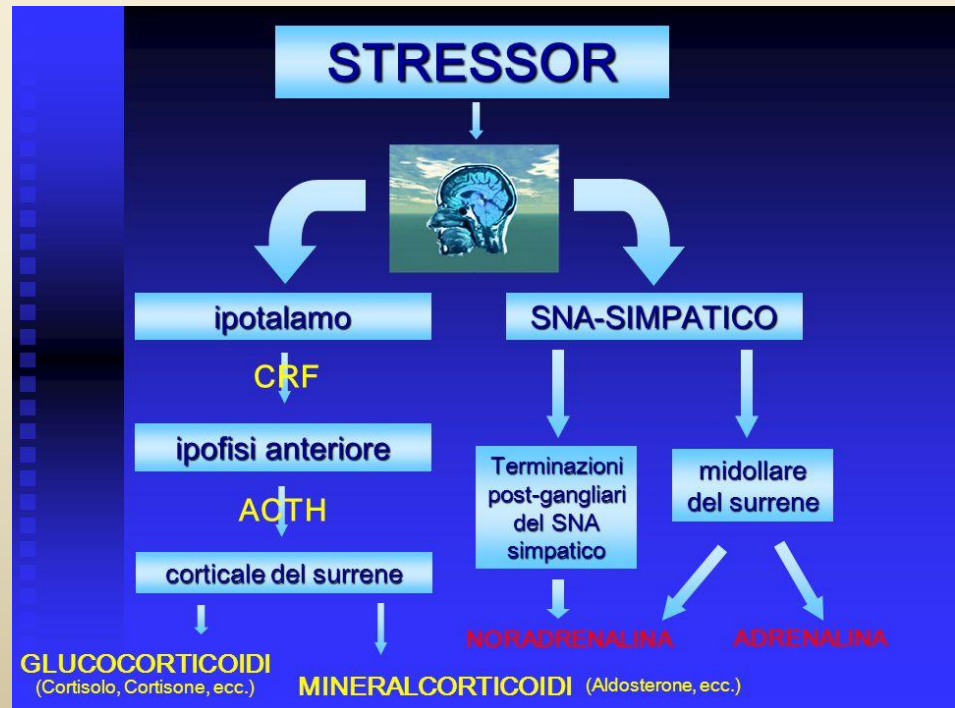 STRESSOR
ipotalamo
SNA-SIMPATICO
CRF
ipofisi anteriore
ACTH
corticale del surrene
Terminazioni
post-gangliari
del SNA
simpatico
midollare
del surrene
NORADRENALINA
ADRENALINA
GLUCOCORTICOIDI
(Cortisolo, Cortisone, ecc.)
MINERALCORTICOIDI (Aldosterone, ecc.)